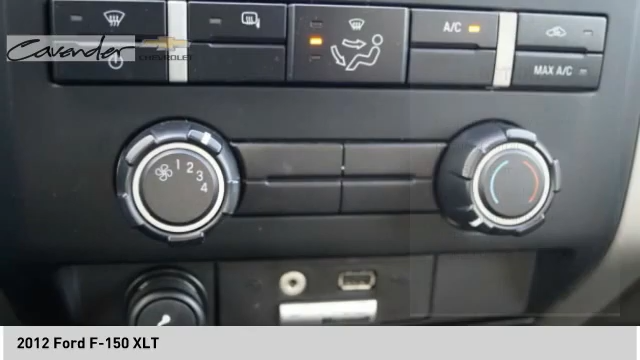 A/C
Cavender
CHEVROLET
MAX A/C
1
2
3
4
2012 Ford F-150 XLT